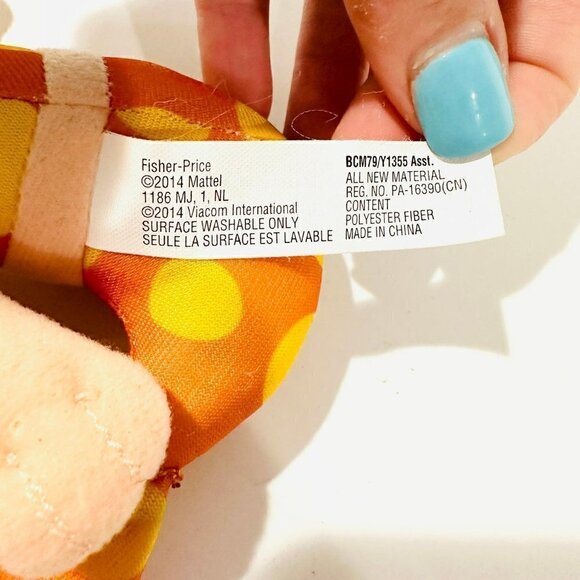 Fisher-Price
©2014 Mattel
1186 MJ, 1, NL
©2014 Viacom International
SURFACE WASHABLE ONLY
SEULE LA SURFACE EST LAVABLE
BCM79/Y1355 Asst.
ALL NEW MATERIAL
REG. NO. PA-16390(CN)
CONTENT
POLYESTER FIBER
MADE IN CHINA